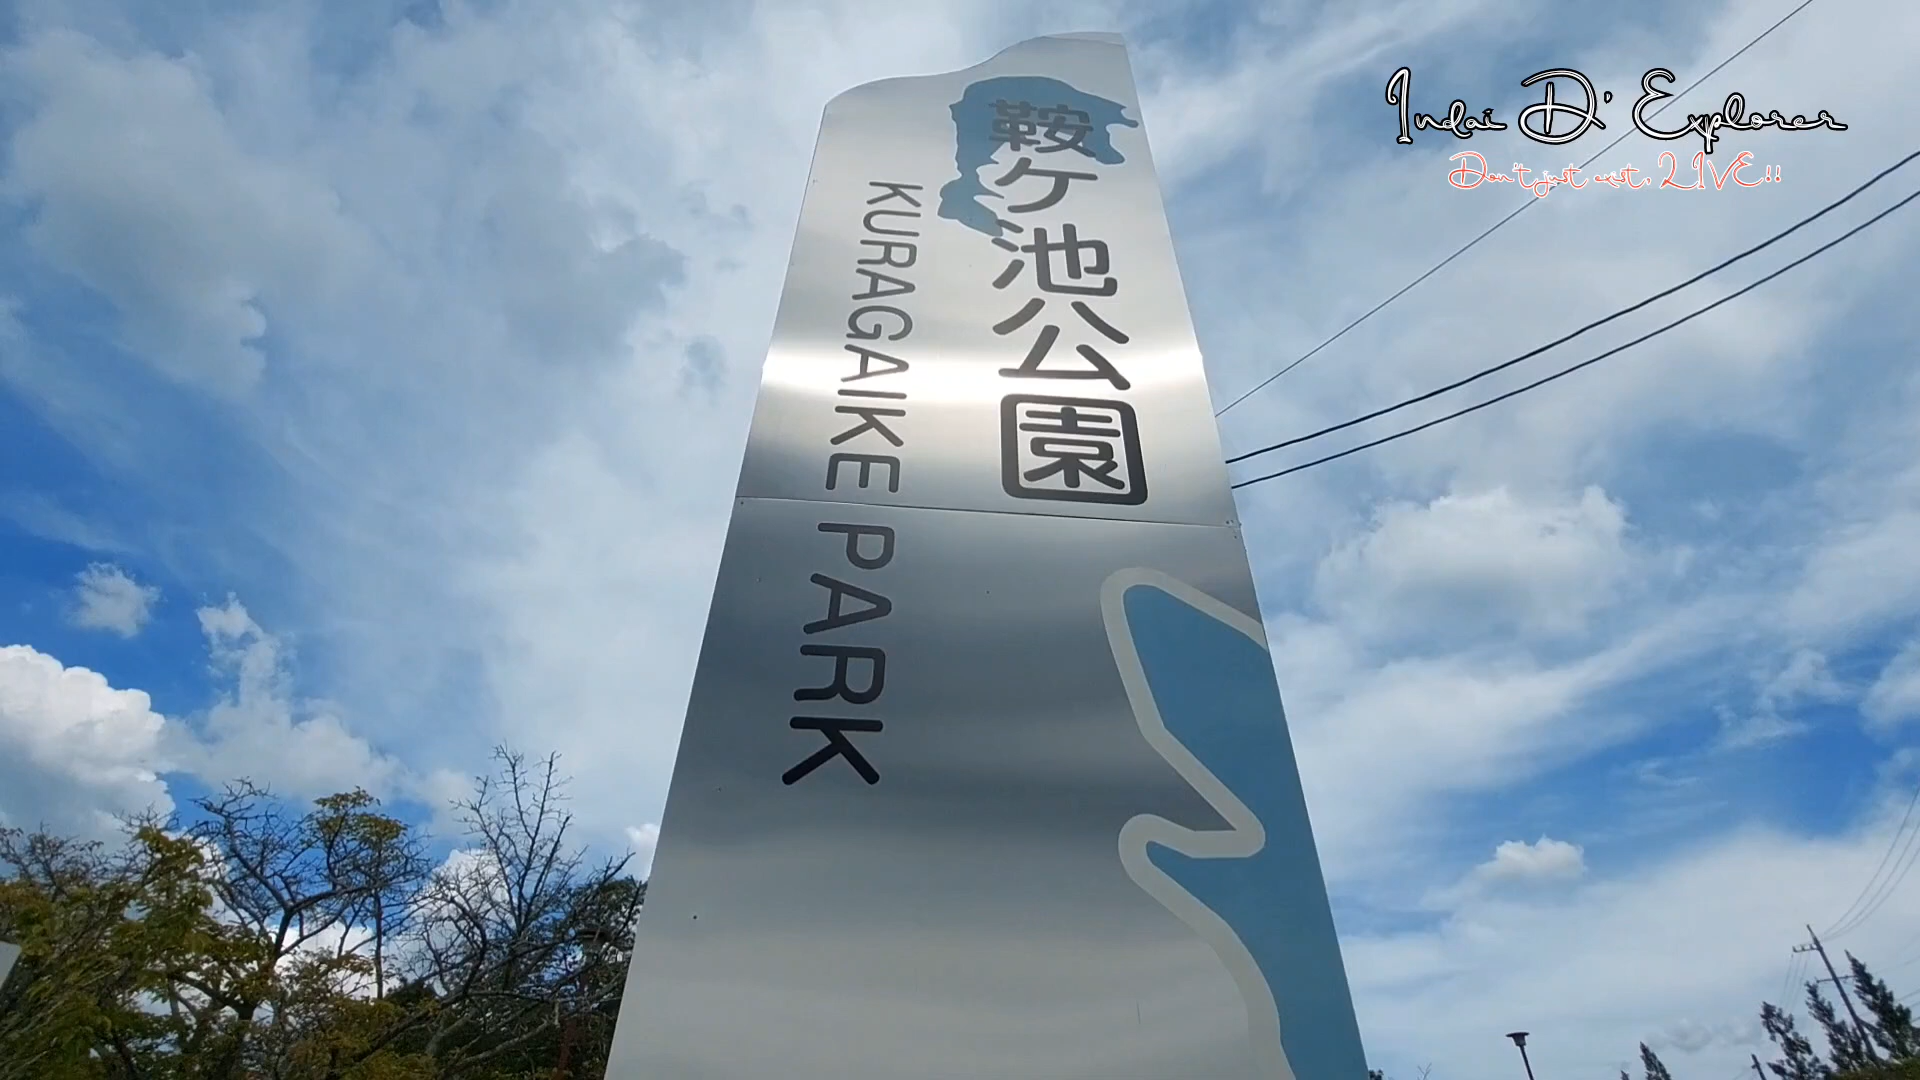 鞍ケ池公園
KURAGAIKE PARK
Indai D' Explorer
Don't just exist, LIVE!!